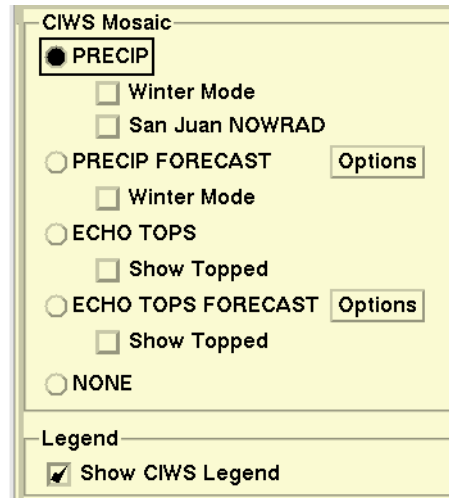 CIWS Mosaic
PRECIP
Winter Mode
San Juan NOWRAD
PRECIP FORECAST Options
Winter Mode
ECHO TOPS
Show Topped
ECHO TOPS FORECAST Options
Show Topped
NONE
Legend
Show CIWS Legend